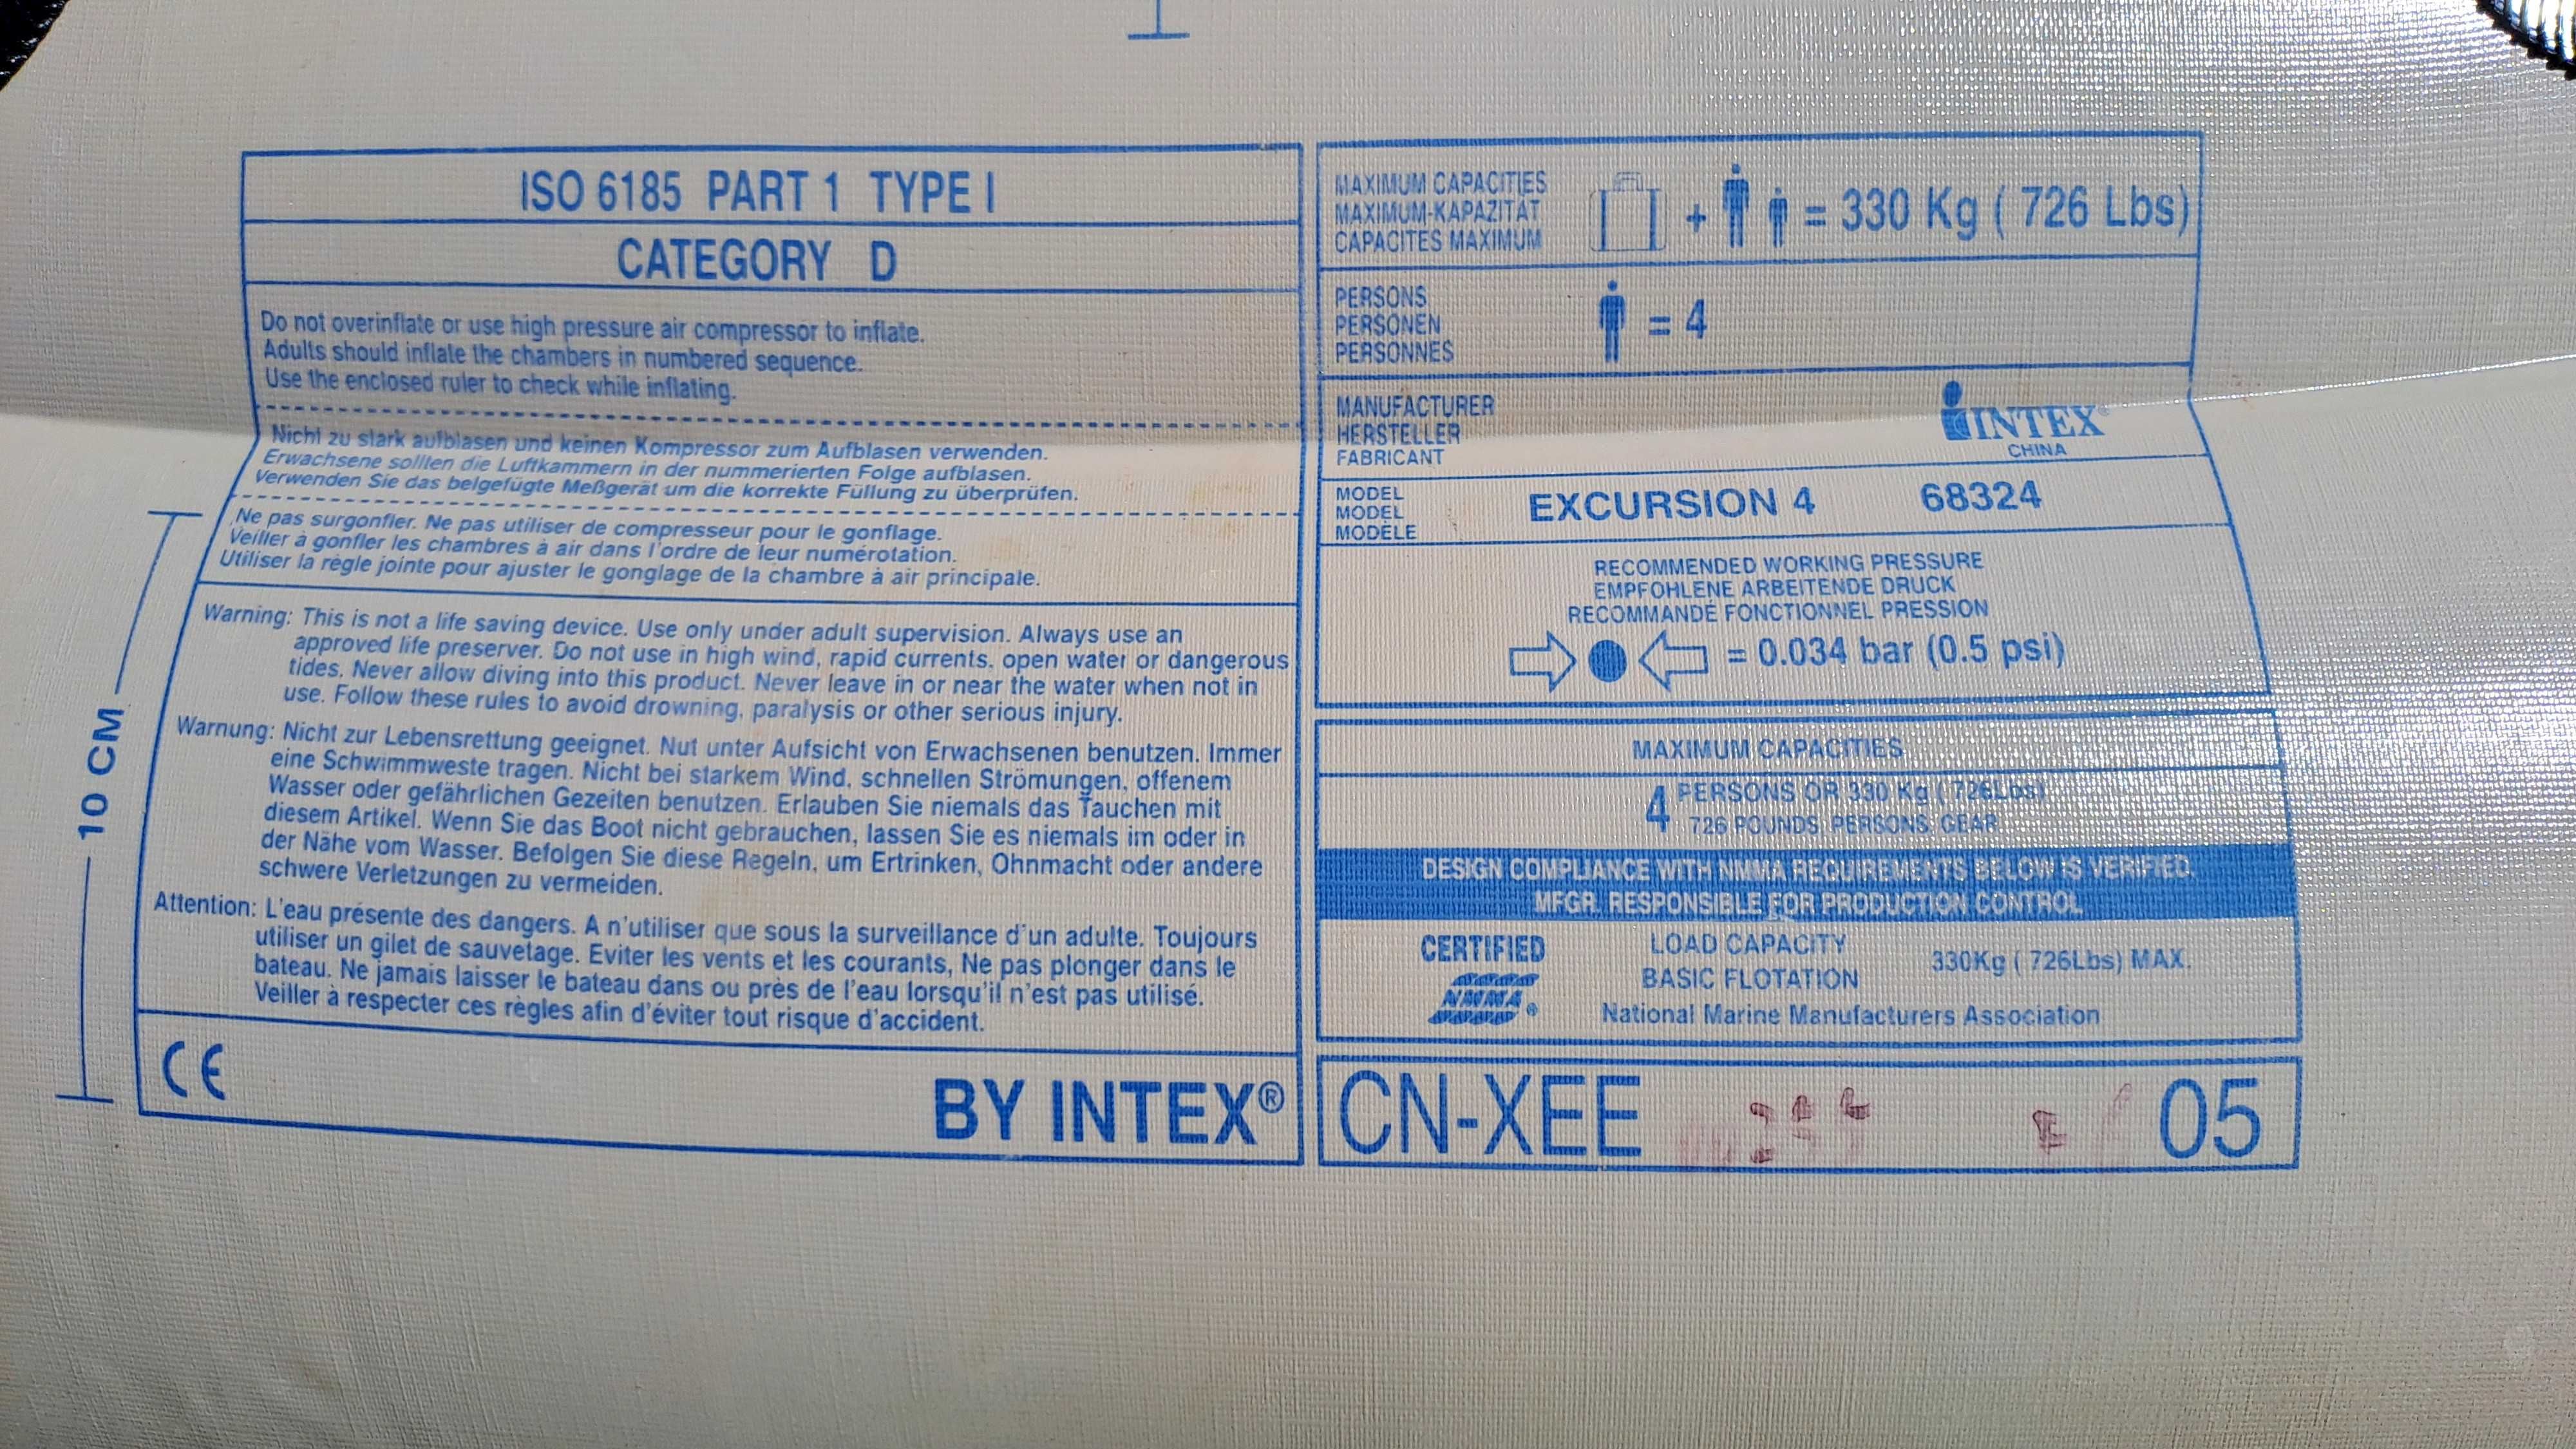 ISO 6185 PART 1 TYPE I
CATEGORY D
Do not overinflate or use high pressure air compressor to inflate.
Adults should inflate the chambers in numbered sequence.
Use the enclosed ruler to check while inflating.
Nicht zu stark aufblasen und keinen Kompressor zum Aufblasen verwenden.
Erwachsene sollten die Luftkammern in der nummerierten Folge aufblasen.
Verwenden Sie das belgefügte Meßgerät um die korrekte Füllung zu überprüfen.
Ne pas surgonfler. Ne pas utiliser de compresseur pour le gonflage.
Veiller à gonfler les chambres à air dans l'ordre de leur numérotation.
Utiliser la règle jointe pour ajuster le gonglage de la chambre à air principale.
Warning: This is not a life saving device. Use only under adult supervision. Always use an
approved life preserver. Do not use in high wind, rapid currents, open water or dangerous
tides. Never allow diving into this product. Never leave in or near the water when not in
use. Follow these rules to avoid drowning, paralysis or other serious injury.
Warnung: Nicht zur Lebensrettung geeignet. Nut unter Aufsicht von Erwachsenen benutzen. Immer
eine Schwimmweste tragen. Nicht bei starkem Wind, schnellen Strömungen, offenem
Wasser oder gefährlichen Gezeiten benutzen. Erlauben Sie niemals das Tauchen mit
diesem Artikel. Wenn Sie das Boot nicht gebrauchen, lassen Sie es niemals im oder in
der Nähe vom Wasser. Befolgen Sie diese Regeln, um Ertrinken, Ohnmacht oder andere
schwere Verletzungen zu vermeiden.
Attention: L'eau présente des dangers. A n'utiliser que sous la surveillance d'un adulte. Toujours
utiliser un gilet de sauvetage. Eviter les vents et les courants, Ne pas plonger dans le
bateau. Ne jamais laisser le bateau dans ou près de l'eau lorsqu'il n'est pas utilisé.
Veiller à respecter ces règles afin d'éviter tout risque d'accident.
CE
BY INTEX®
10 CM
MAXIMUM CAPACITIES
MAXIMUM-KAPAZITÄT
CAPACITES MAXIMUM
+ = 330 Kg ( 726 Lbs)
PERSONS
PERSONEN
PERSONNES
= 4
MANUFACTURER
HERSTELLER
FABRICANT
INTEX®
CHINA
MODEL
MODEL
MODÈLE
EXCURSION 4 68324
RECOMMENDED WORKING PRESSURE
EMPFOHLENE ARBEITENDE DRUCK
RECOMMANDÉ FONCTIONNEL PRESSION
= 0.034 bar (0.5 psi)
MAXIMUM CAPACITIES
4 PERSONS OR 330 Kg ( 726Lbs)
726 POUNDS, PERSONS, GEAR
DESIGN COMPLIANCE WITH NMMA REQUIREMENTS BELOW IS VERIFIED.
MFGR. RESPONSIBLE FOR PRODUCTION CONTROL
CERTIFIED
NMMA®
LOAD CAPACITY
BASIC FLOTATION
330Kg ( 726Lbs) MAX.
National Marine Manufacturers Association
CN-XEE 05